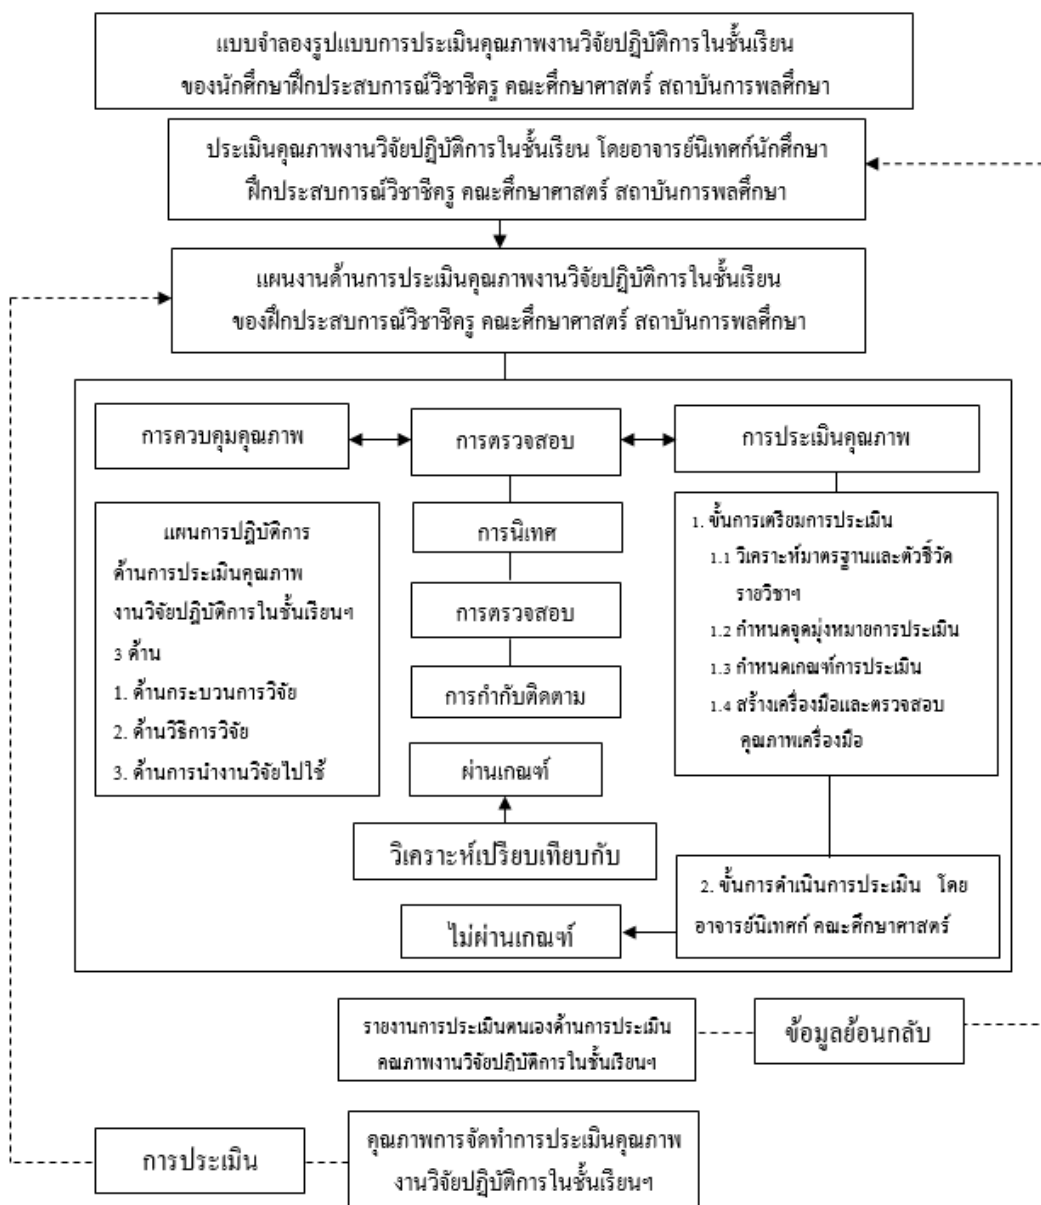 แบบจำลองรูปแบบการประเมินคุณภาพงานวิจัยปฏิบัติการในชั้นเรียน
ของนักศึกษาฝึกประสบการณ์วิชาชีครู คณะศึกษาศาสตร์ สถาบันการพลศึกษา
ประเมินคุณภาพงานวิจัยปฏิบัติการในชั้นเรียน โดยอาจารย์นิเทศก์นักศึกษา
ฝึกประสบการณ์วิชาชีครู คณะศึกษาศาสตร์ สถาบันการพลศึกษา
แผนงานด้านการประเมินคุณภาพงานวิจัยปฏิบัติการในชั้นเรียน
ของฝึกประสบการณ์วิชาชีครู คณะศึกษาศาสตร์ สถาบันการพลศึกษา
การควบคุมคุณภาพ
การตรวจสอบ
การประเมินคุณภาพ
แผนการปฏิบัติการ
ด้านการประเมินคุณภาพ
งานวิจัยปฏิบัติการในชั้นเรียนฯ
3 ด้าน
1. ด้านกระบวนการวิจัย
2. ด้านวิธีการวิจัย
3. ด้านการนำงานวิจัยไปใช้
การนิเทศ
การตรวจสอบ
การกำกับติดตาม
ผ่านเกณฑ์
วิเคราะห์เปรียบเทียบกับ
ไม่ผ่านเกณฑ์
1. ขั้นการเตรียมการประเมิน
1.1 วิเคราะห์มาตรฐานและตัวชี้วัด
รายวิชาฯ
1.2 กำหนดจุดมุ่งหมายการประเมิน
1.3 กำหนดเกณฑ์การประเมิน
1.4 สร้างเครื่องมือและตรวจสอบ
คุณภาพเครื่องมือ
2. ขั้นการดำเนินการประเมิน โดย
อาจารย์นิเทศก์ คณะศึกษาศาสตร์
รายงานการประเมินตนเองด้านการประเมิน
คุณภาพงานวิจัยปฏิบัติการในชั้นเรียนฯ
ข้อมูลย้อนกลับ
การประเมิน
คุณภาพการจัดทำการประเมินคุณภาพ
งานวิจัยปฏิบัติการในชั้นเรียนฯ